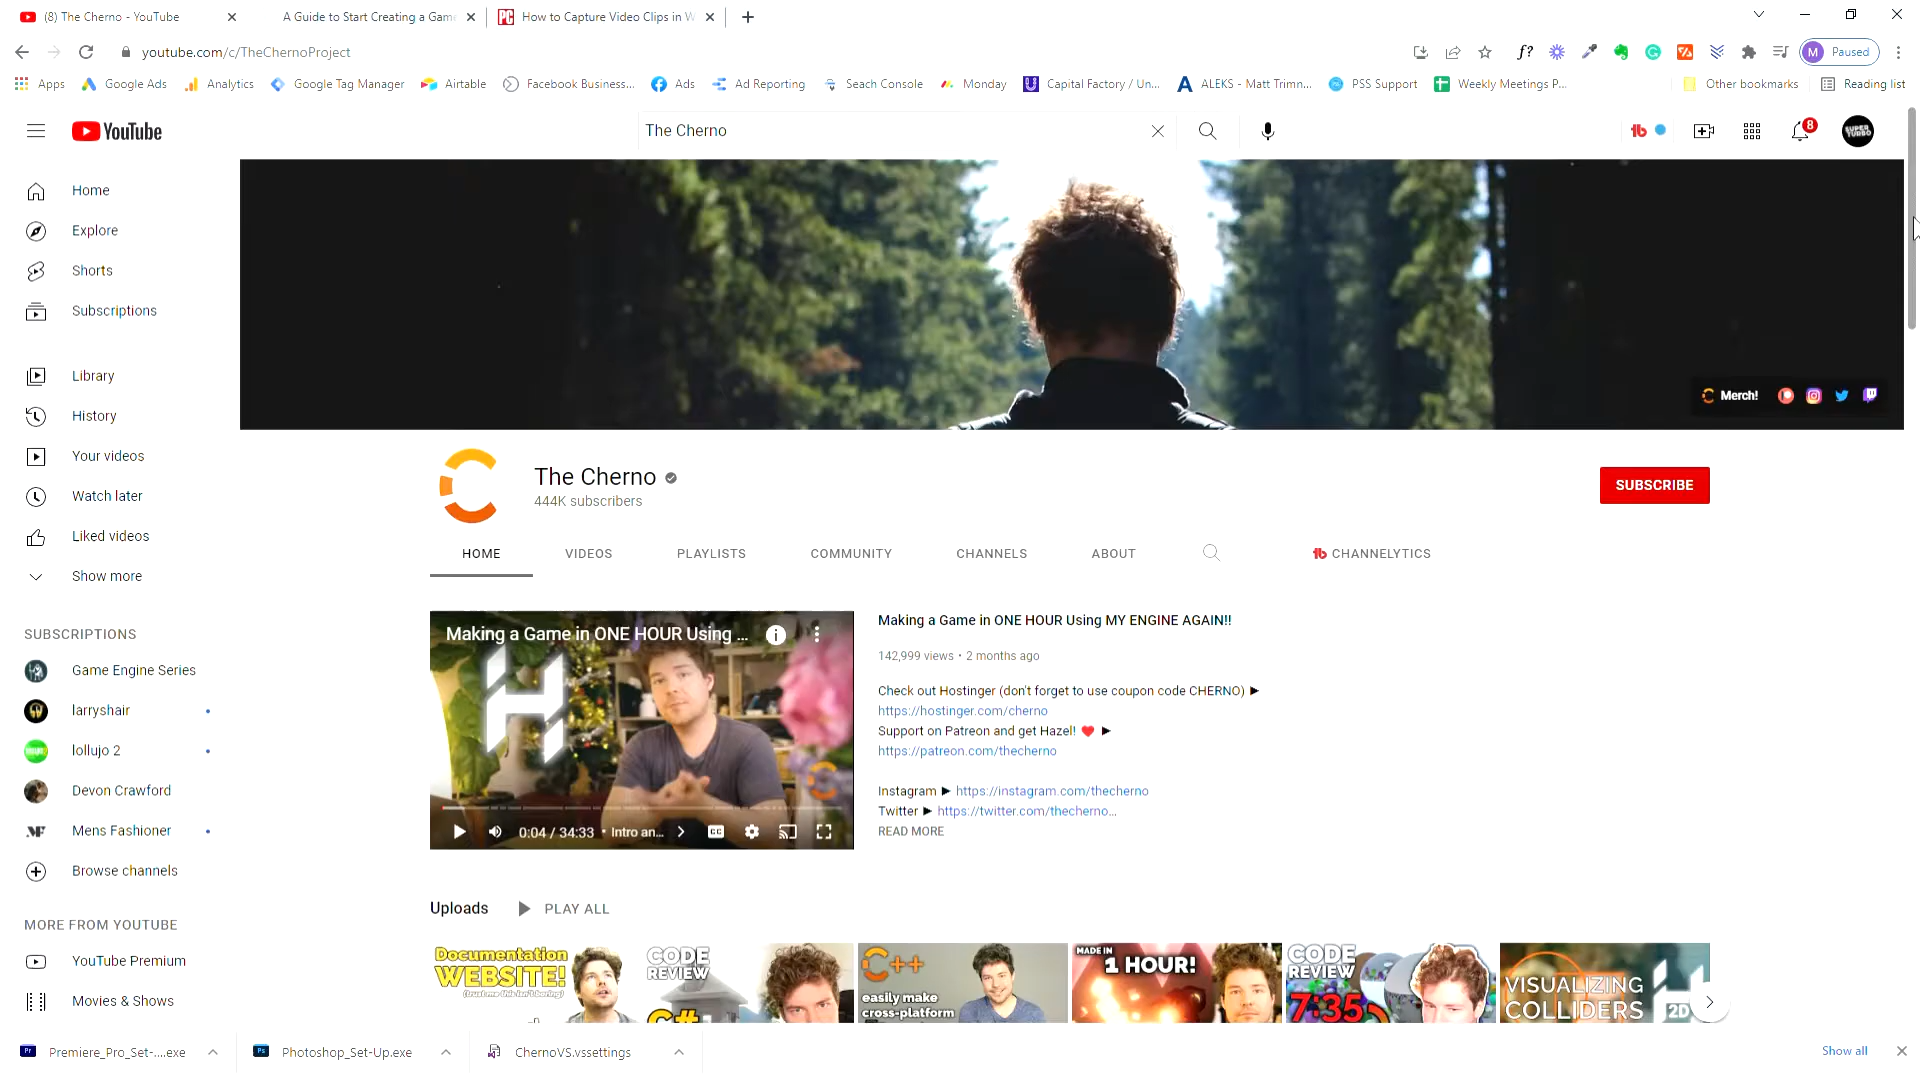 (8) The Cherno - YouTube
A Guide to Start Creating a Game
How to Capture Video Clips in W
youtube.com/c/TheChernoProject
f?
M Paused
Apps
Google Ads
Analytics
Google Tag Manager
Airtable
Facebook Business...
Ads
Ad Reporting
Seach Console
Monday
Capital Factory / Un...
ALEKS - Matt Trimn...
PSS Support
Weekly Meetings P...
Other bookmarks
Reading list
YouTube
The Cherno
8
SUPER TURBO
Home
Explore
Shorts
Subscriptions
Library
History
Your videos
Watch later
Liked videos
Show more
SUBSCRIPTIONS
Game Engine Series
larryshair
lollujo 2
Devon Crawford
Mens Fashioner
Browse channels
MORE FROM YOUTUBE
YouTube Premium
Movies & Shows
Merch!
The Cherno
444K subscribers
SUBSCRIBE
HOME
VIDEOS
PLAYLISTS
COMMUNITY
CHANNELS
ABOUT
CHANNELYTICS
Making a Game in ONE HOUR Using ...
0:04 / 34:33 • Intro an...
CC
Making a Game in ONE HOUR Using MY ENGINE AGAIN!!
142,999 views • 2 months ago
Check out Hostinger (don't forget to use coupon code CHERNO) ►
https://hostinger.com/cherno
Support on Patreon and get Hazel! ❤️ ►
https://patreon.com/thecherno
Instagram ► https://instagram.com/thecherno
Twitter ► https://twitter.com/thecherno...
READ MORE
Uploads
PLAY ALL
Documentation
WEBSITE!
(trust me this isn't boring)
CODE
REVIEW
C#
C++
easily make
cross-platform
MADE IN
1 HOUR!
CODE
REVIEW
7:35
VISUALIZING
COLLIDERS
2D
Premiere_Pro_Set-....exe
Photoshop_Set-Up.exe
ChernoVS.vssettings
Show all